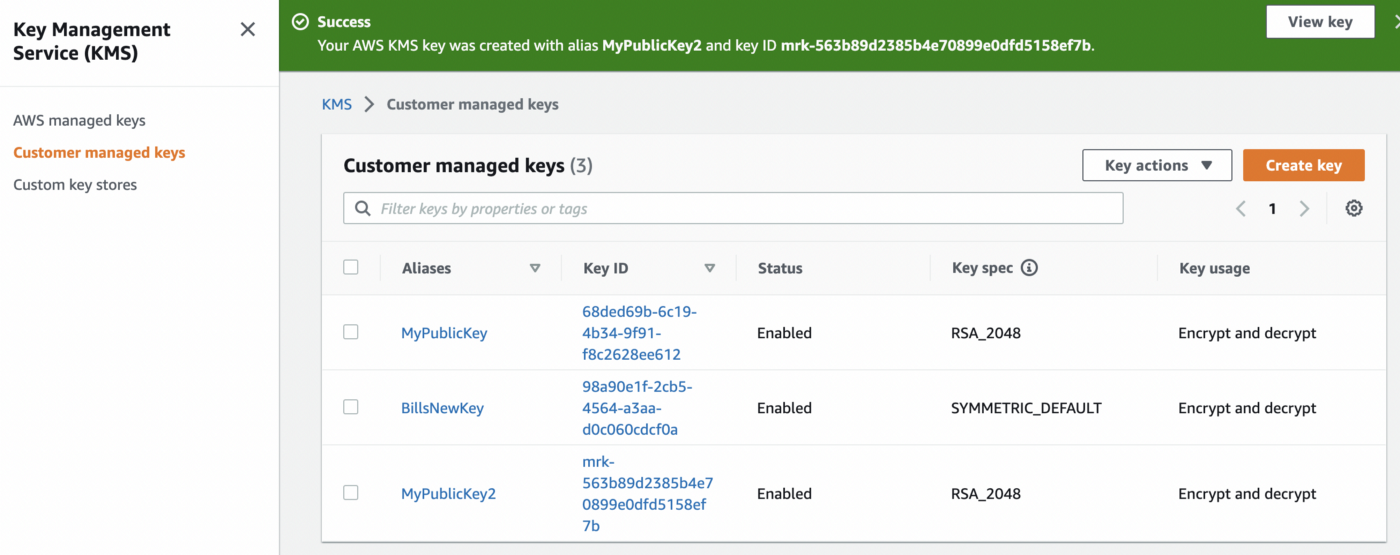 Key Management
Service (KMS)
AWS managed keys
Customer managed keys
Custom key stores
Success
Your AWS KMS key was created with alias MyPublicKey2 and key ID mrk-563b89d2385b4e70899e0dfd5158ef7b.
View key
KMS > Customer managed keys
Customer managed keys (3)
Key actions
Create key
Filter keys by properties or tags
1
Aliases Key ID Status Key spec Key usage
68ded69b-6c19-
MyPublicKey 4b34-9f91- Enabled RSA_2048 Encrypt and decrypt
f8c2628ee612
98a90e1f-2cb5-
BillsNewKey 4564-a3aa- Enabled SYMMETRIC_DEFAULT Encrypt and decrypt
d0c060cdcf0a
mrk-
563b89d2385b4e7
MyPublicKey2 0899e0dfd5158ef Enabled RSA_2048 Encrypt and decrypt
7b